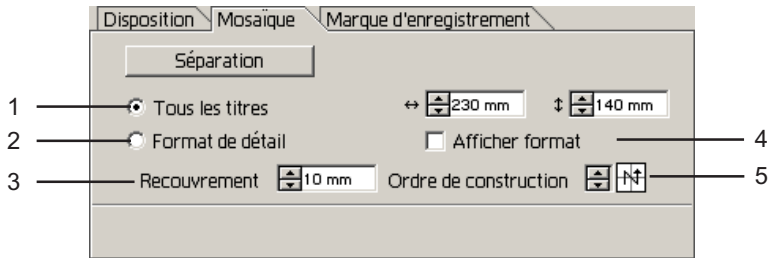 Disposition Mosaïque Marque d'enregistrement
Séparation
1 Tous les titres 230 mm 140 mm
2 Format de détail Afficher format 4
3 Recouvrement 10 mm Ordre de construction 5